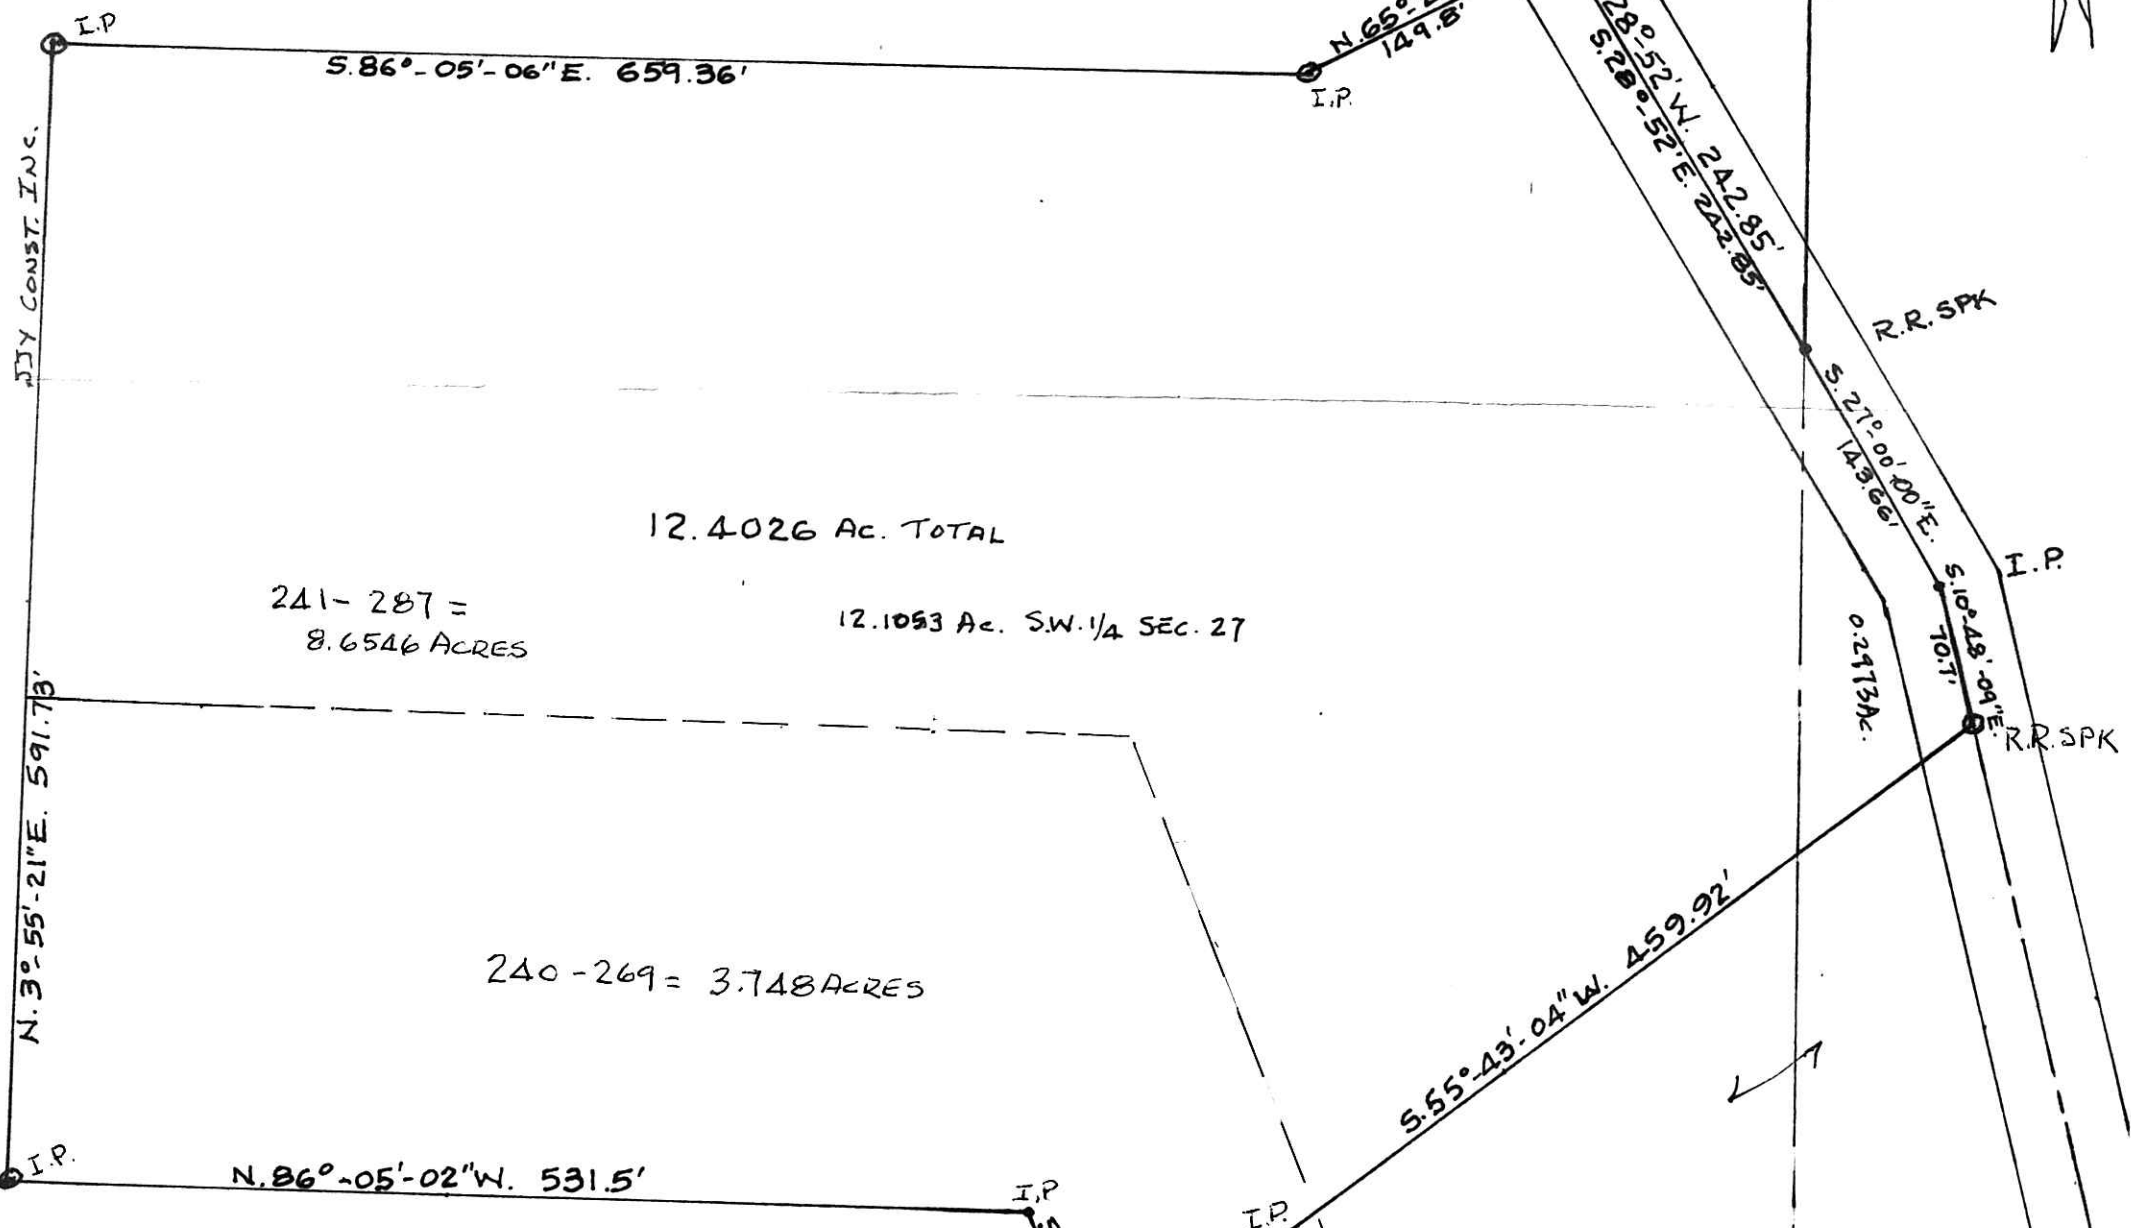 I.P
S.86°-05'-06"E. 659.36'
N.65°-
149.8'
I.P.
28°-52' W. 242.85'
S.28°-52'E. 242.85'
JJY CONST. INC.
R.R. SPK
S.27°-00'-00"E.
143.66'
12.4026 AC. TOTAL
I.P.
241-287 =
8.6546 ACRES
12.1053 Ac. S.W. 1/4 SEC. 27
S.10°-48'-09"E.
70.7'
0.2973Ac.
R.R. SPK
N.3°-55'-21"E. 591.73'
240-269= 3.748 ACRES
S.55°-43'-04"W. 459.92'
I.P.
N.86°-05'-02"W. 531.5'
I.P
I.P.